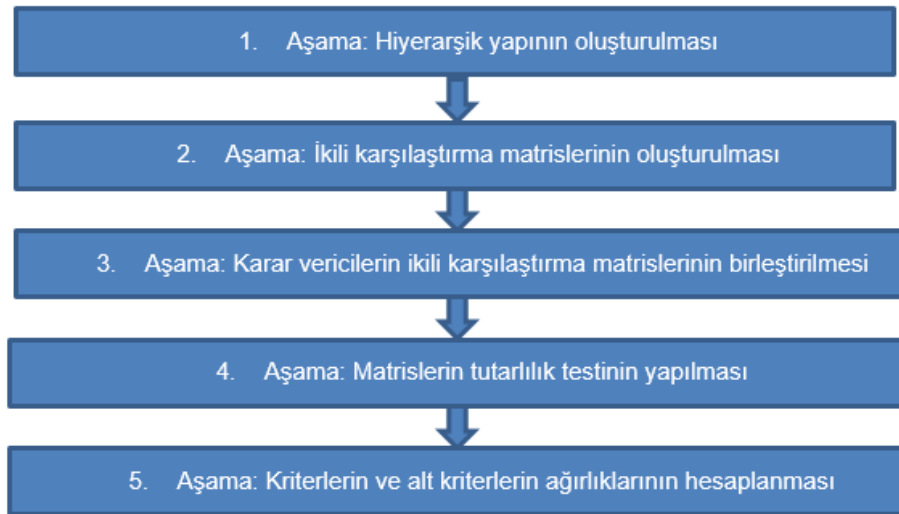 1. Aşama: Hiyerarşik yapının oluşturulması
2. Aşama: İkili karşılaştırma matrislerinin oluşturulması
3. Aşama: Karar vericilerin ikili karşılaştırma matrislerinin birleştirilmesi
4. Aşama: Matrislerin tutarlılık testinin yapılması
5. Aşama: Kriterlerin ve alt kriterlerin ağırlıklarının hesaplanması